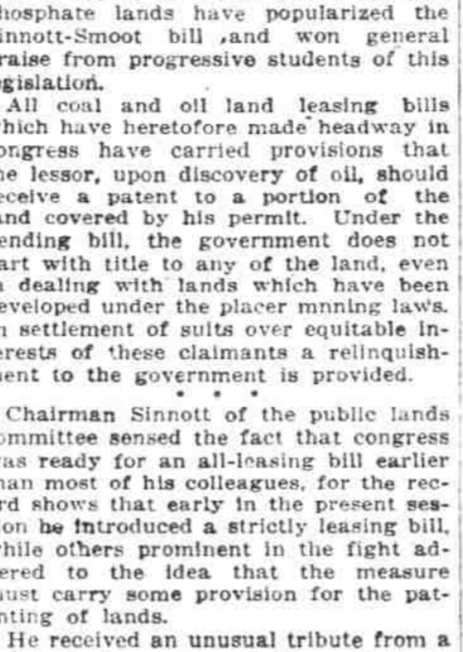 hosphate lands have popularized the
innott-Smoot bill ,and won general
raise from progressive students of this
gislation.
All coal and oil land leasing bills
hich have heretofore made headway in
ongress have carried provisions that
he lessor, upon discovery of oil, should
eceive a patent to a portion of the
and covered by his permit. Under the
ending bill, the government does not
art with title to any of the land, even
n dealing with lands which have been
eveloped under the placer mnning laws.
n settlement of suits over equitable in-
erests of these claimants a relinquish-
ment to the government is provided.
* * *
Chairman Sinnott of the public lands
ommittee sensed the fact that congress
as ready for an all-leasing bill earlier
han most of his colleagues, for the rec-
rd shows that early in the present ses-
ion he introduced a strictly leasing bill,
hile others prominent in the fight ad-
ered to the idea that the measure
must carry some provision for the pat-
nting of lands.
He received an unusual tribute from a